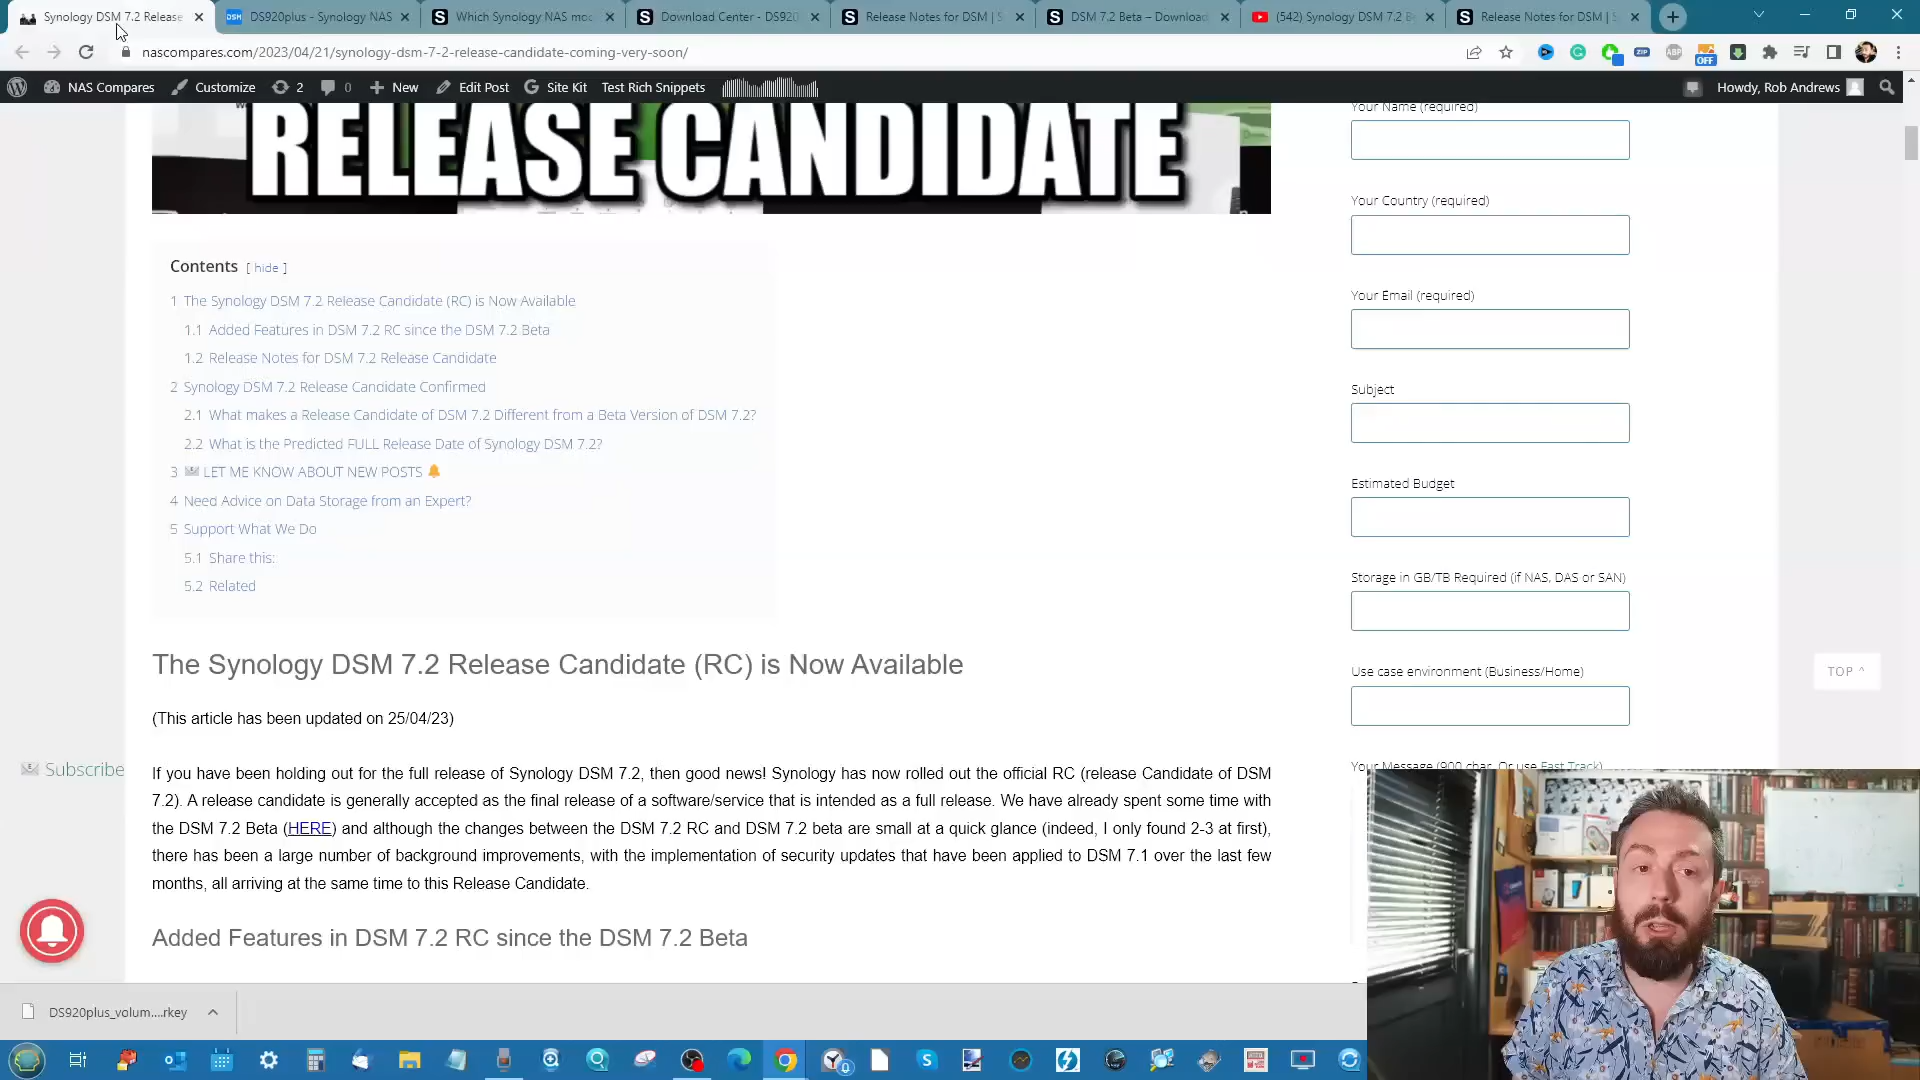 Synology DSM 7.2 Release
DS920plus - Synology NAS
Which Synology NAS mod
Download Center - DS920
Release Notes for DSM | S
DSM 7.2 Beta – Download
(542) Synology DSM 7.2 B
Release Notes for DSM | S
nascompares.com/2023/04/21/synology-dsm-7-2-release-candidate-coming-very-soon/
ZIP
ABP
OFF
NAS Compares
Customize
2
0
New
Edit Post
Site Kit
Test Rich Snippets
Howdy, Rob Andrews
RELEASE CANDIDATE
Contents [ hide ]
1 The Synology DSM 7.2 Release Candidate (RC) is Now Available
1.1 Added Features in DSM 7.2 RC since the DSM 7.2 Beta
1.2 Release Notes for DSM 7.2 Release Candidate
2 Synology DSM 7.2 Release Candidate Confirmed
2.1 What makes a Release Candidate of DSM 7.2 Different from a Beta Version of DSM 7.2?
2.2 What is the Predicted FULL Release Date of Synology DSM 7.2?
3 LET ME KNOW ABOUT NEW POSTS
4 Need Advice on Data Storage from an Expert?
5 Support What We Do
5.1 Share this:
5.2 Related
The Synology DSM 7.2 Release Candidate (RC) is Now Available
(This article has been updated on 25/04/23)
If you have been holding out for the full release of Synology DSM 7.2, then good news! Synology has now rolled out the official RC (release Candidate of DSM
7.2). A release candidate is generally accepted as the final release of a software/service that is intended as a full release. We have already spent some time with
the DSM 7.2 Beta (HERE) and although the changes between the DSM 7.2 RC and DSM 7.2 beta are small at a quick glance (indeed, I only found 2-3 at first),
there has been a large number of background improvements, with the implementation of security updates that have been applied to DSM 7.1 over the last few
months, all arriving at the same time to this Release Candidate.
Added Features in DSM 7.2 RC since the DSM 7.2 Beta
Subscribe
Your Name (required)
Your Country (required)
Your Email (required)
Subject
Estimated Budget
Storage in GB/TB Required (if NAS, DAS or SAN)
Use case environment (Business/Home)
Your Message (900 char. Or use Fast Track)
TOP ^
DS920plus_volum....rkey